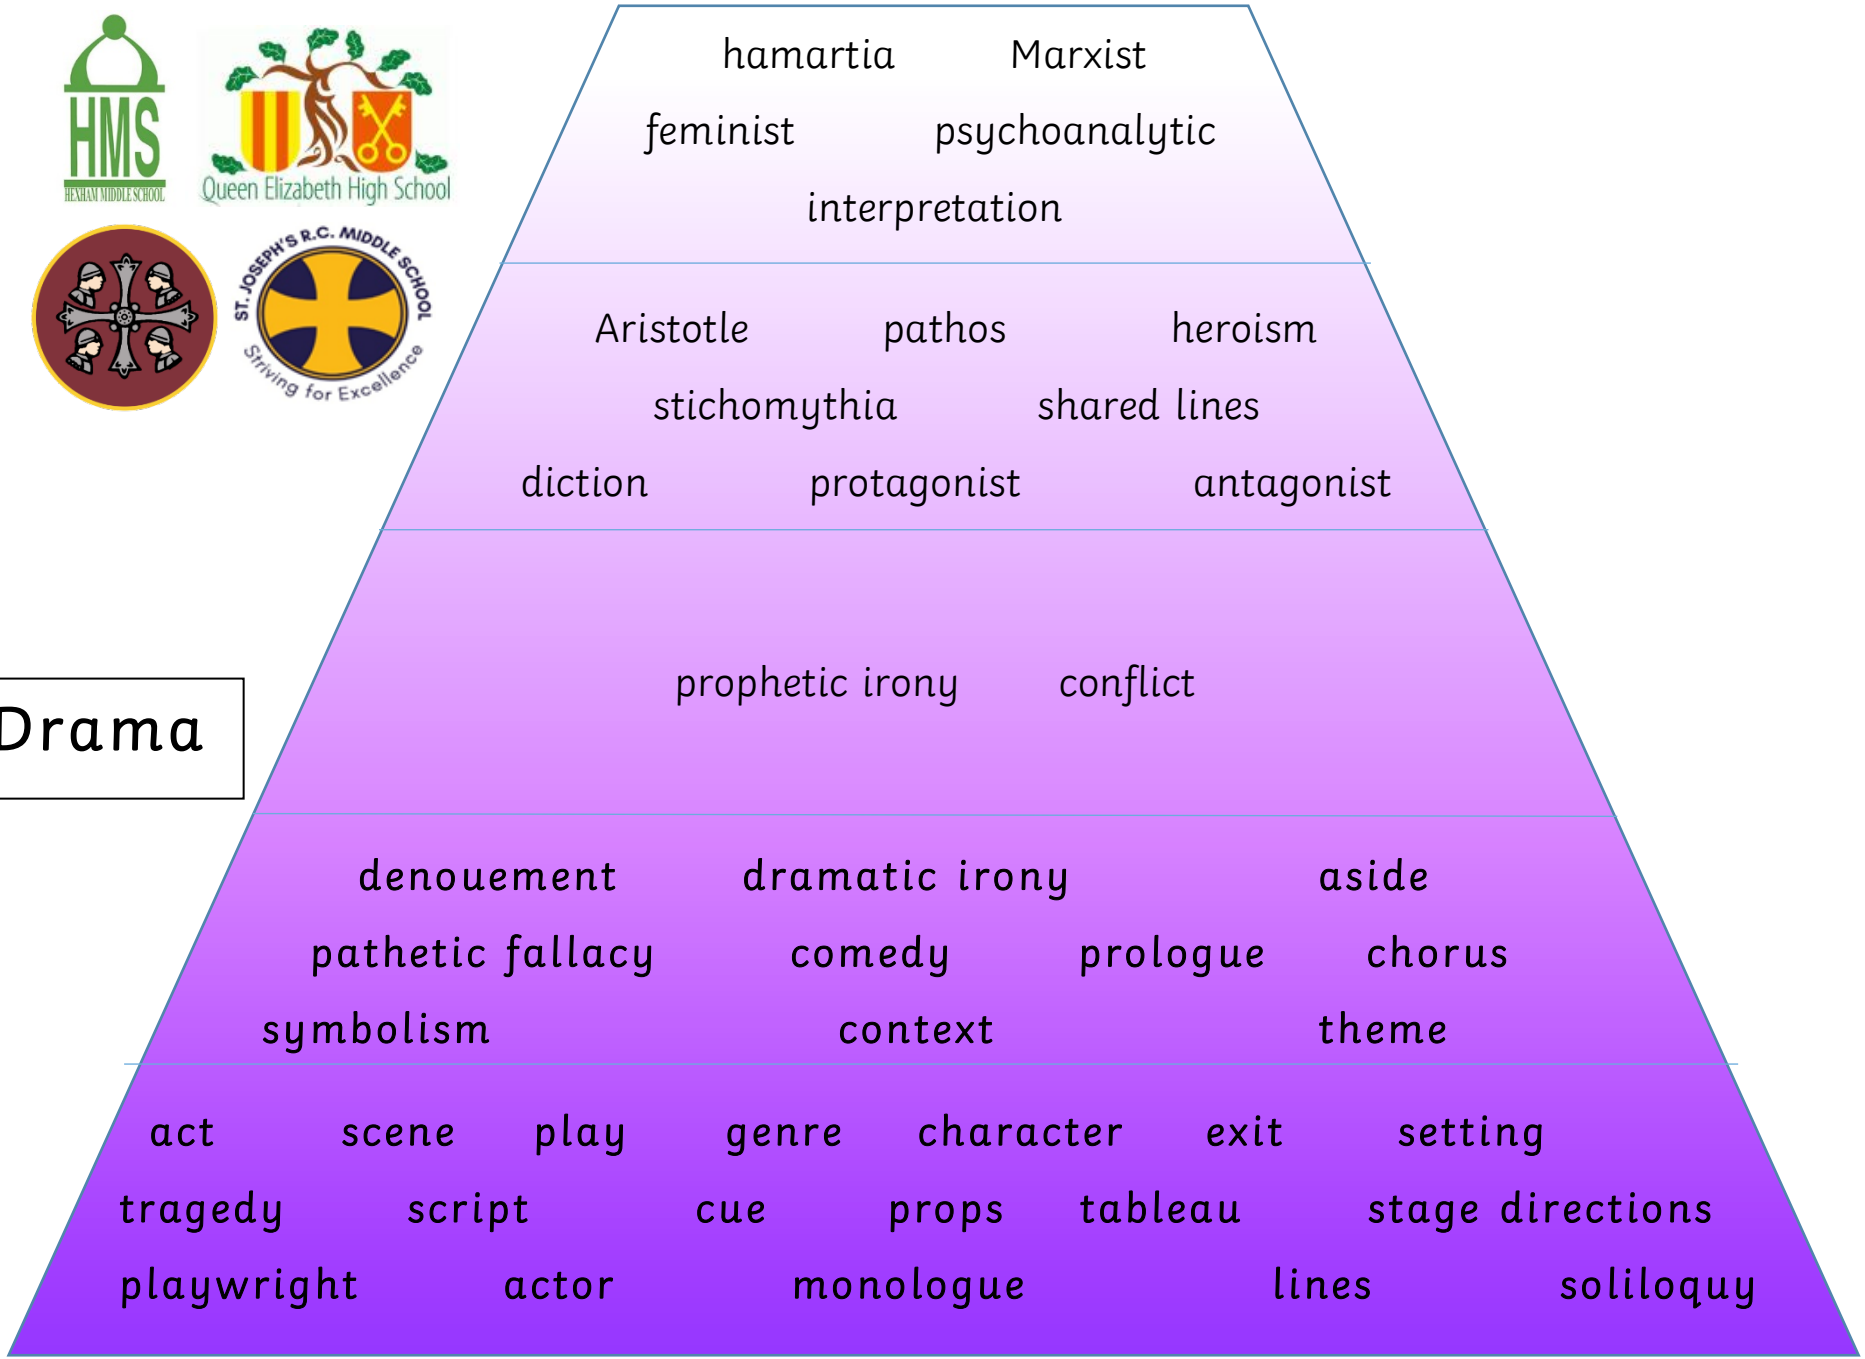 HMS
HEXHAM MIDDLE SCHOOL
Queen Elizabeth High School
ST. JOSEPH'S R.C. MIDDLE SCHOOL
Striving for Excellence
hamartia Marxist
feminist psychoanalytic
interpretation
Aristotle pathos heroism
stichomythia shared lines
diction protagonist antagonist
prophetic irony conflict
Drama
denouement dramatic irony aside
pathetic fallacy comedy prologue chorus
symbolism context theme
act scene play genre character exit setting
tragedy script cue props tableau stage directions
playwright actor monologue lines soliloquy